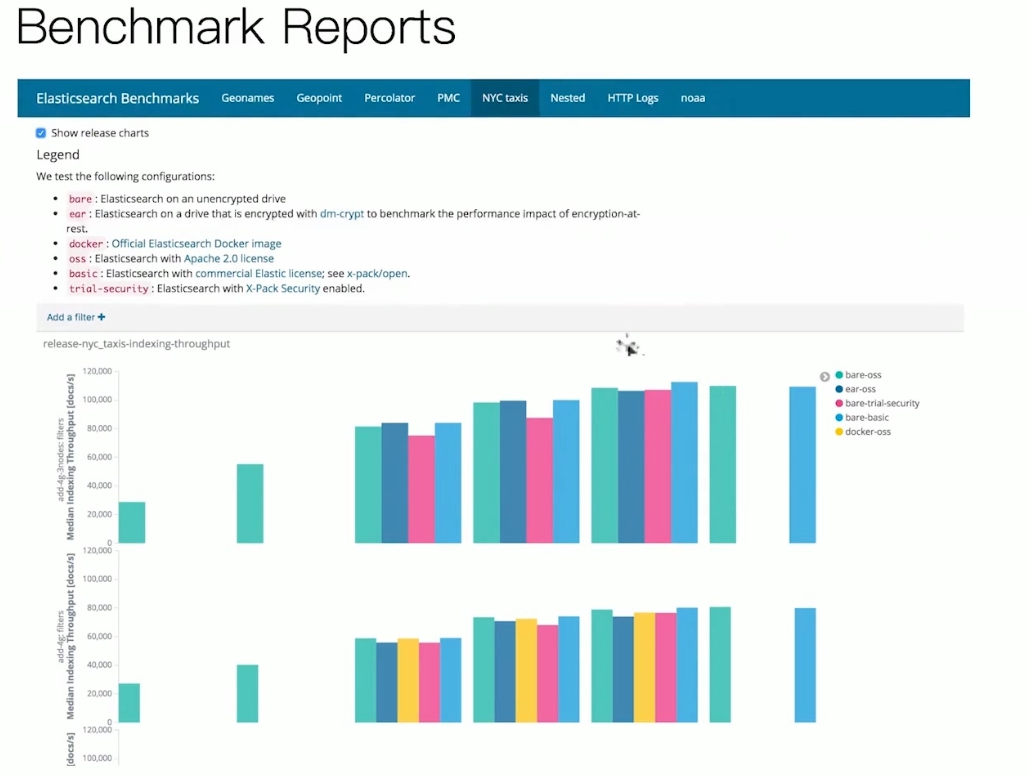 Benchmark Reports
Elasticsearch Benchmarks Geonames Geopoint Percolator PMC NYC taxis Nested HTTP Logs noaa
Show release charts
Legend
We test the following configurations:
• bare : Elasticsearch on an unencrypted drive
• ear : Elasticsearch on a drive that is encrypted with dm-crypt to benchmark the performance impact of encryption-at-
rest.
• docker : Official Elasticsearch Docker image
• oss : Elasticsearch with Apache 2.0 license
• basic : Elasticsearch with commercial Elastic license; see x-pack/open.
• trial-security : Elasticsearch with X-Pack Security enabled.
Add a filter +
release-nyc_taxis-indexing-throughput
add-4g-3nodes: filters
Median Indexing Throughput [docs/s]
120,000
100,000
80,000
60,000
40,000
20,000
0
bare-oss
ear-oss
bare-trial-security
bare-basic
docker-oss
add-4g: filters
Median Indexing Throughput [docs/s]
120,000
100,000
80,000
60,000
40,000
20,000
0
[docs/s]
120,000
100,000